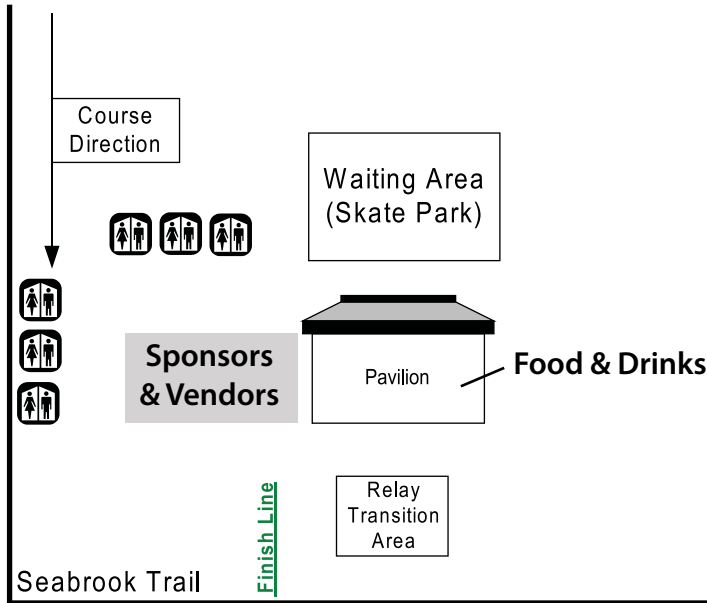 Course
Direction
Waiting Area
(Skate Park)
Sponsors
& Vendors
Pavilion
Food & Drinks
Relay
Transition
Area
Finish Line
Seabrook Trail